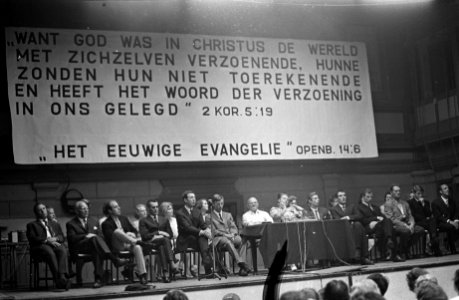 „WANT GOD WAS IN CHRISTUS DE WERELD
MET ZICHZELVEN VERZOENENDE, HUNNE
ZONDEN HUN NIET TOEREKENENDE
EN HEEFT HET WOORD DER VERZOENING
IN ONS GELEGD" 2 KOR. 5:19
„HET EEUWIGE EVANGELIE" OPENB. 14:6